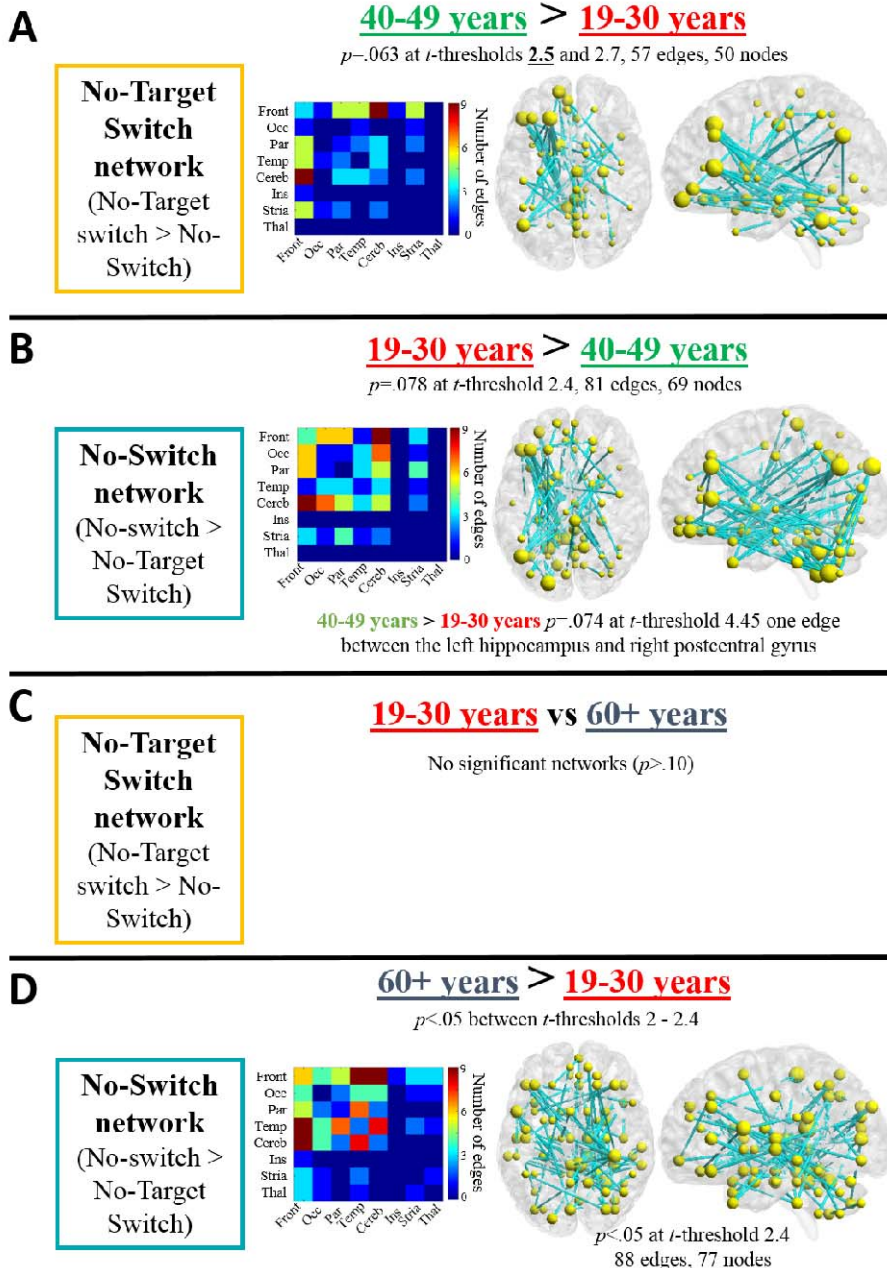 A
40-49 years > 19-30 years
p=.063 at t-thresholds 2.5 and 2.7, 57 edges, 50 nodes
No-Target
Switch
network
(No-Target
switch > No-
Switch)
Front
Occ
Par
Temp
Cereb
Ins
Stria
Thal
Front Occ Par Temp Cereb Ins Stria Thal
9
6
3
0
Number of edges
B
19-30 years > 40-49 years
p=.078 at t-threshold 2.4, 81 edges, 69 nodes
No-Switch
network
(No-switch >
No-Target
Switch)
Front
Occ
Par
Temp
Cereb
Ins
Stria
Thal
Front Occ Par Temp Cereb Ins Stria Thal
9
6
3
0
Number of edges
40-49 years > 19-30 years p=.074 at t-threshold 4.45 one edge
between the left hippocampus and right postcentral gyrus
C
19-30 years vs 60+ years
No significant networks (p>.10)
No-Target
Switch
network
(No-Target
switch > No-
Switch)
D
60+ years > 19-30 years
p<.05 between t-thresholds 2 - 2.4
No-Switch
network
(No-switch >
No-Target
Switch)
Front
Occ
Par
Temp
Cereb
Ins
Stria
Thal
Front Occ Par Temp Cereb Ins Stria Thal
9
6
3
0
Number of edges
p<.05 at t-threshold 2.4
88 edges, 77 nodes